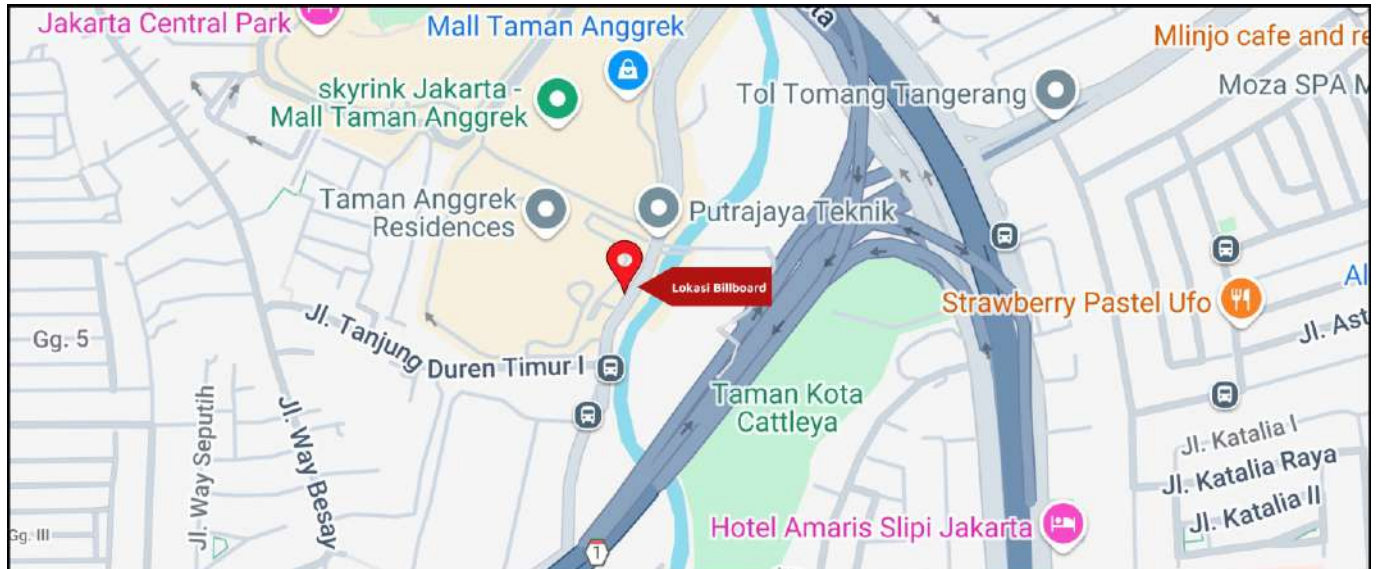 Jakarta Central Park
Mall Taman Anggrek
Mlinjo cafe and re
skyrink Jakarta -
Mall Taman Anggrek
Tol Tomang Tangerang
Moza SPA M
Taman Anggrek
Residences
Putrajaya Teknik
Lokasi Billboard
Strawberry Pastel Ufo
Al
Jl. Ast
Gg. 5
Jl. Tanjung Duren Timur I
Taman Kota
Cattleya
Jl. Way Seputih
Jl. Way Besay
Jl. Katalia I
Jl. Katalia Raya
Jl. Katalia II
Hotel Amaris Slipi Jakarta
Gg. III
1